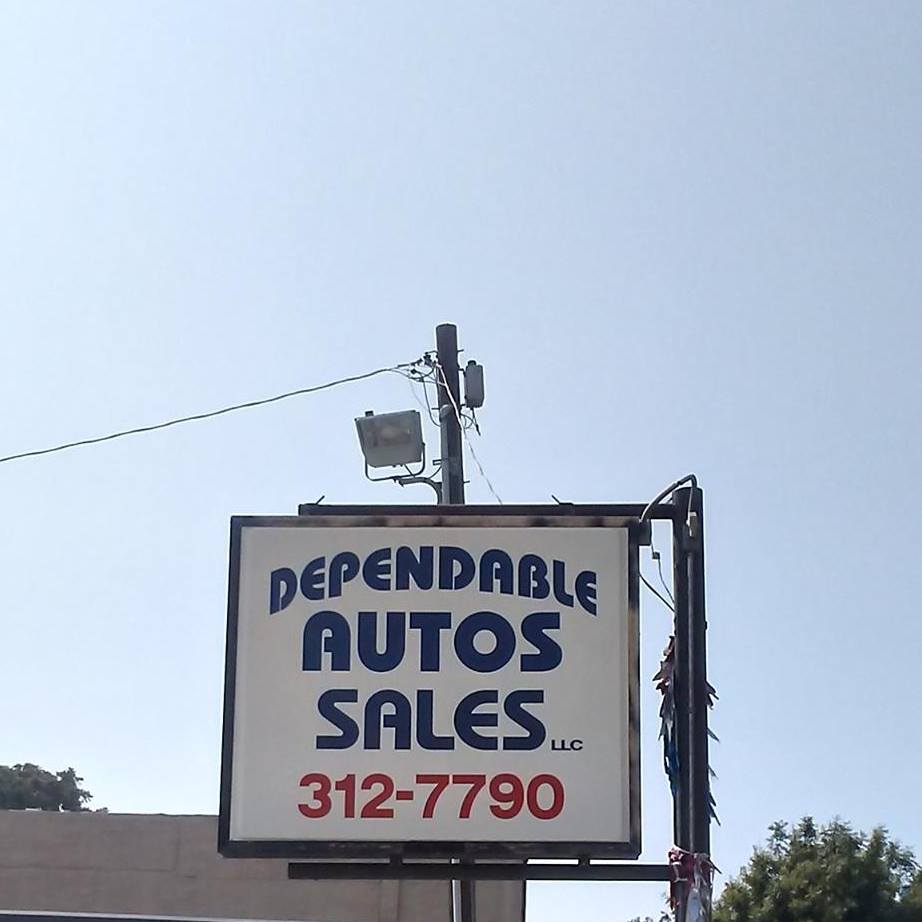 DEPENDABLE
AUTOS
SALES LLC
312-7790